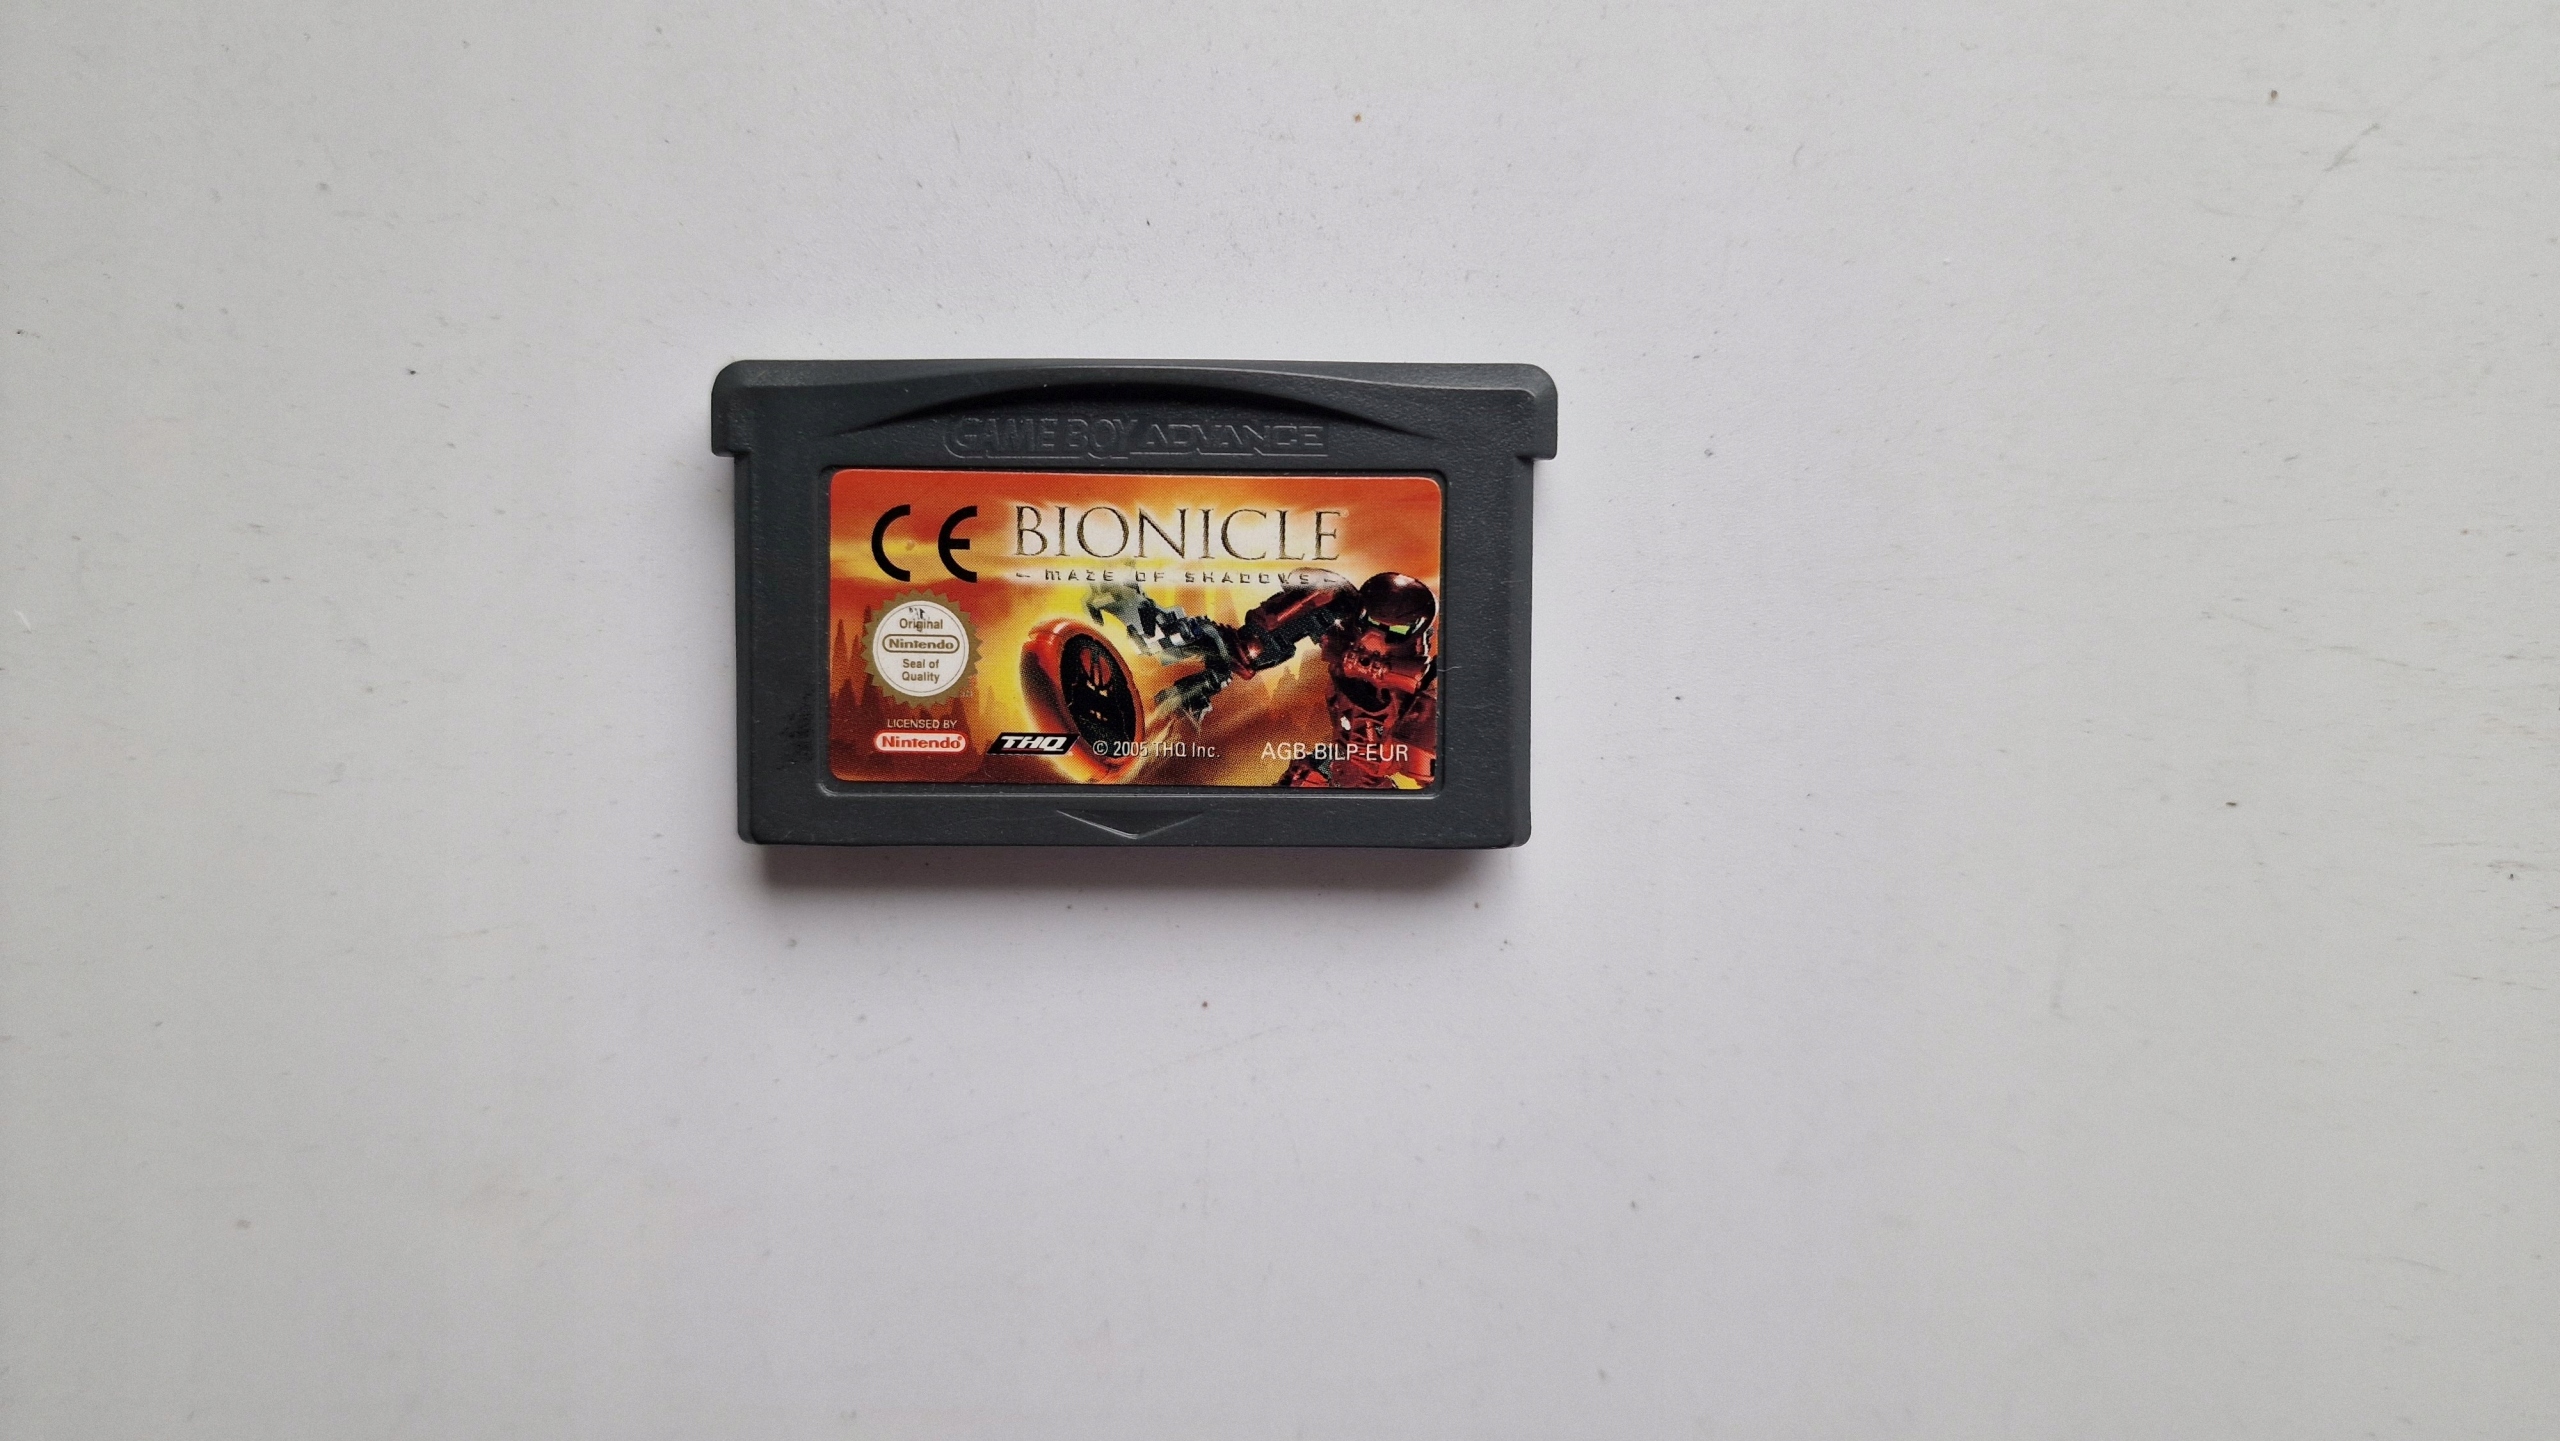 GAME BOY ADVANCE
CE
BIONICLE
MAZE OF SHADOWS
Original
Nintendo
Seal of
Quality
LICENSED BY
Nintendo
THQ © 2005 THQ Inc. AGB-BILP-EUR